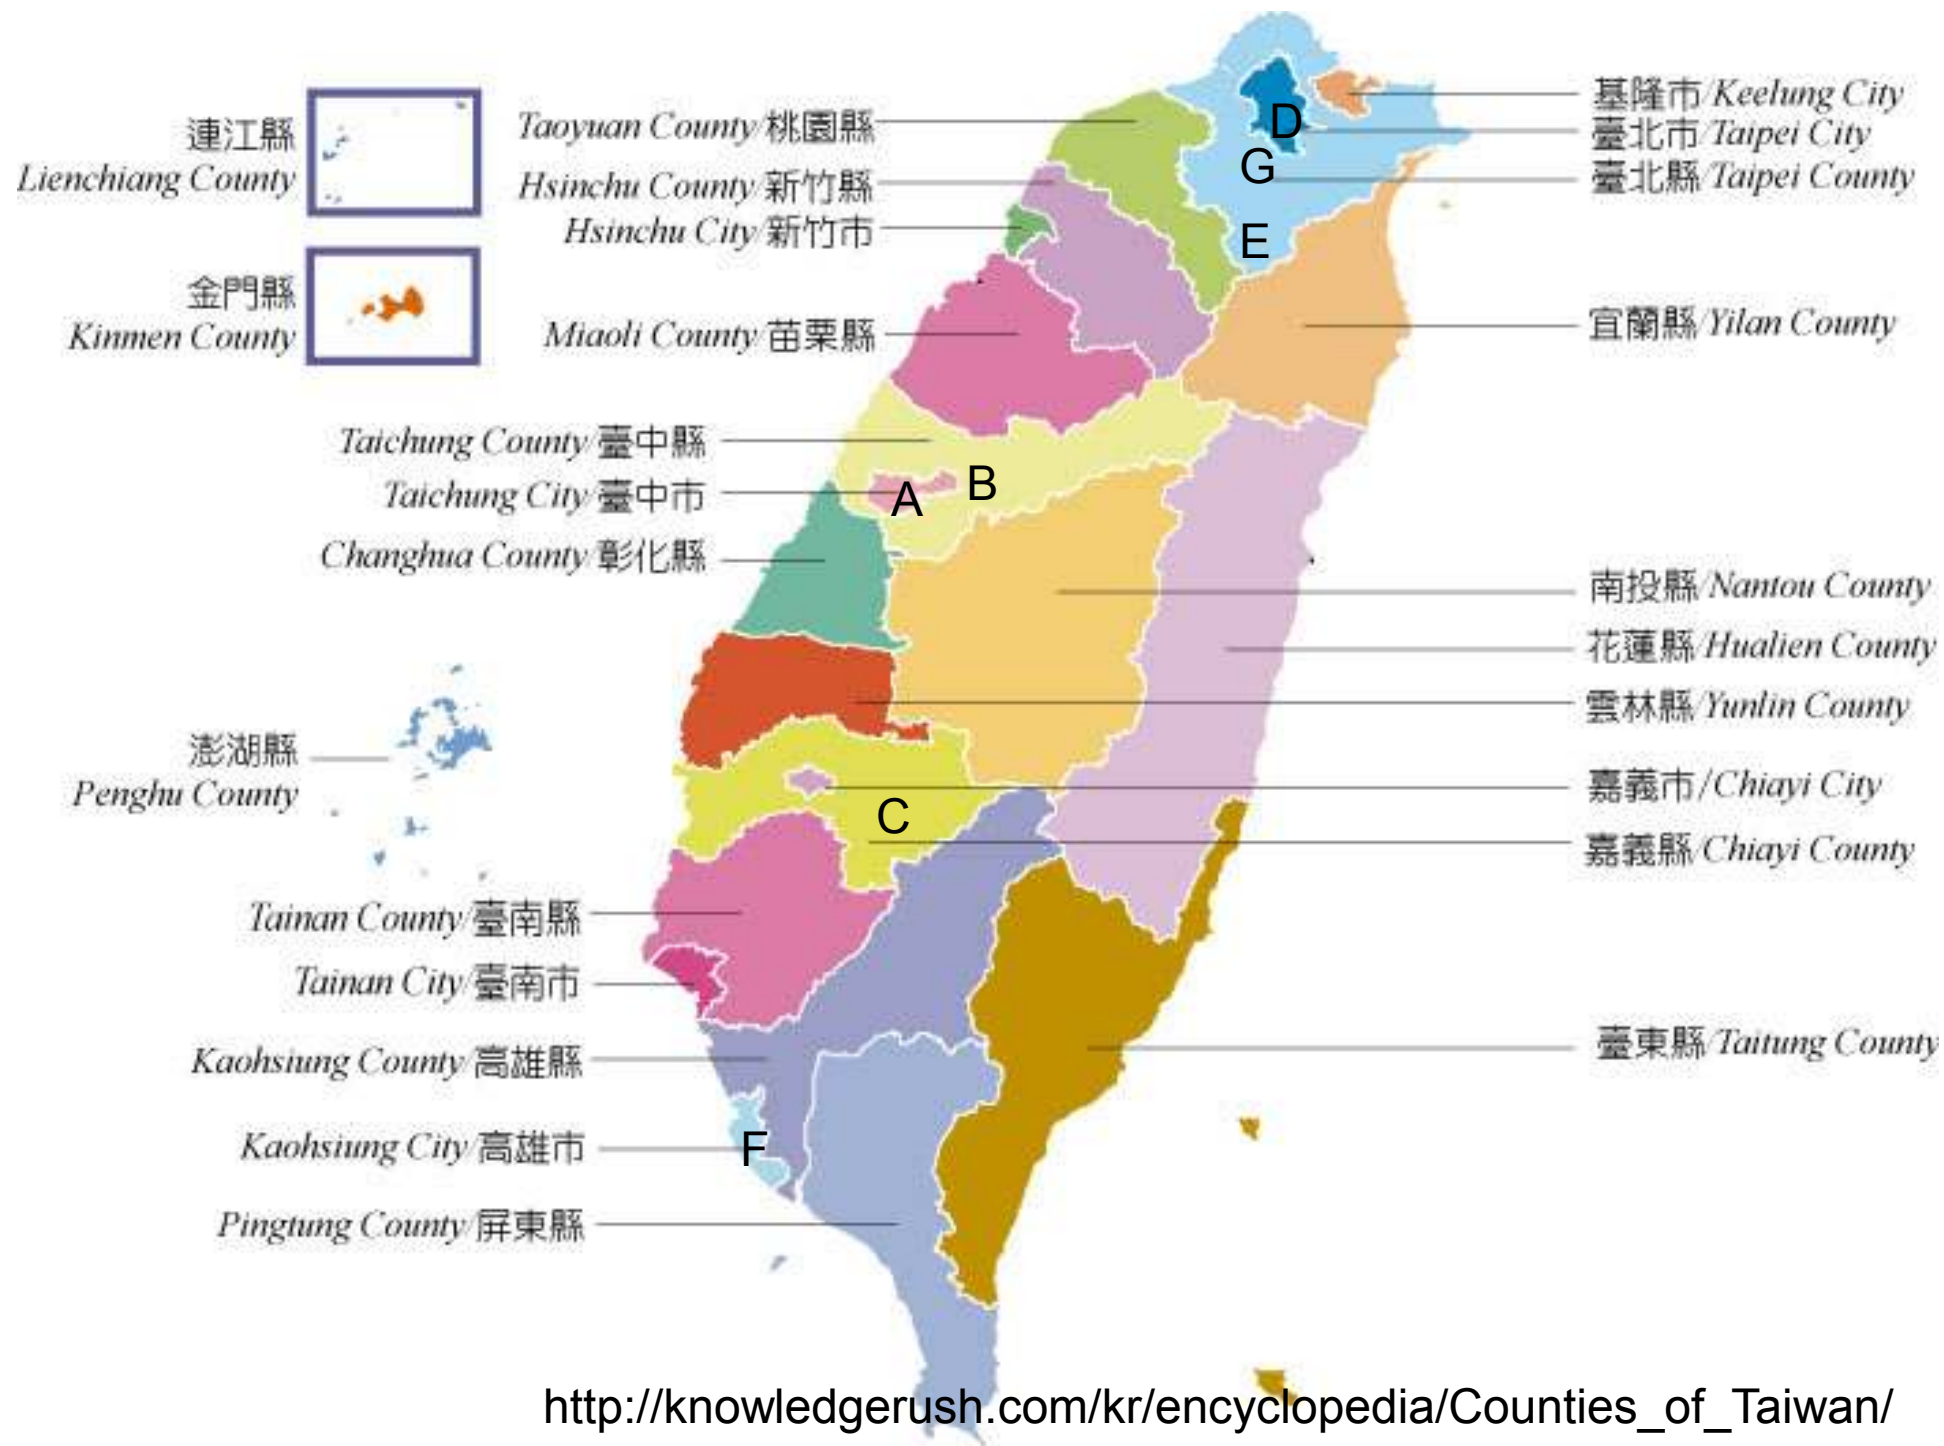 連江縣
Lienchiang County
金門縣
Kinmen County
Taoyuan County/桃園縣
Hsinchu County/新竹縣
Hsinchu City/新竹市
Miaoli County/苗栗縣
Taichung County/臺中縣
Taichung City/臺中市
Changhua County/彰化縣
澎湖縣
Penghu County
Tainan County/臺南縣
Tainan City/臺南市
Kaohsiung County/高雄縣
Kaohsiung City/高雄市
Pingtung County/屏東縣
D
G
E
B
A
C
F
基隆市/Keelung City
臺北市/Taipei City
臺北縣/Taipei County
宜蘭縣/Yilan County
南投縣/Nantou County
花蓮縣/Hualien County
雲林縣/Yunlin County
嘉義市/Chiayi City
嘉義縣/Chiayi County
臺東縣/Taitung County
http://knowledgerush.com/kr/encyclopedia/Counties_of_Taiwan/